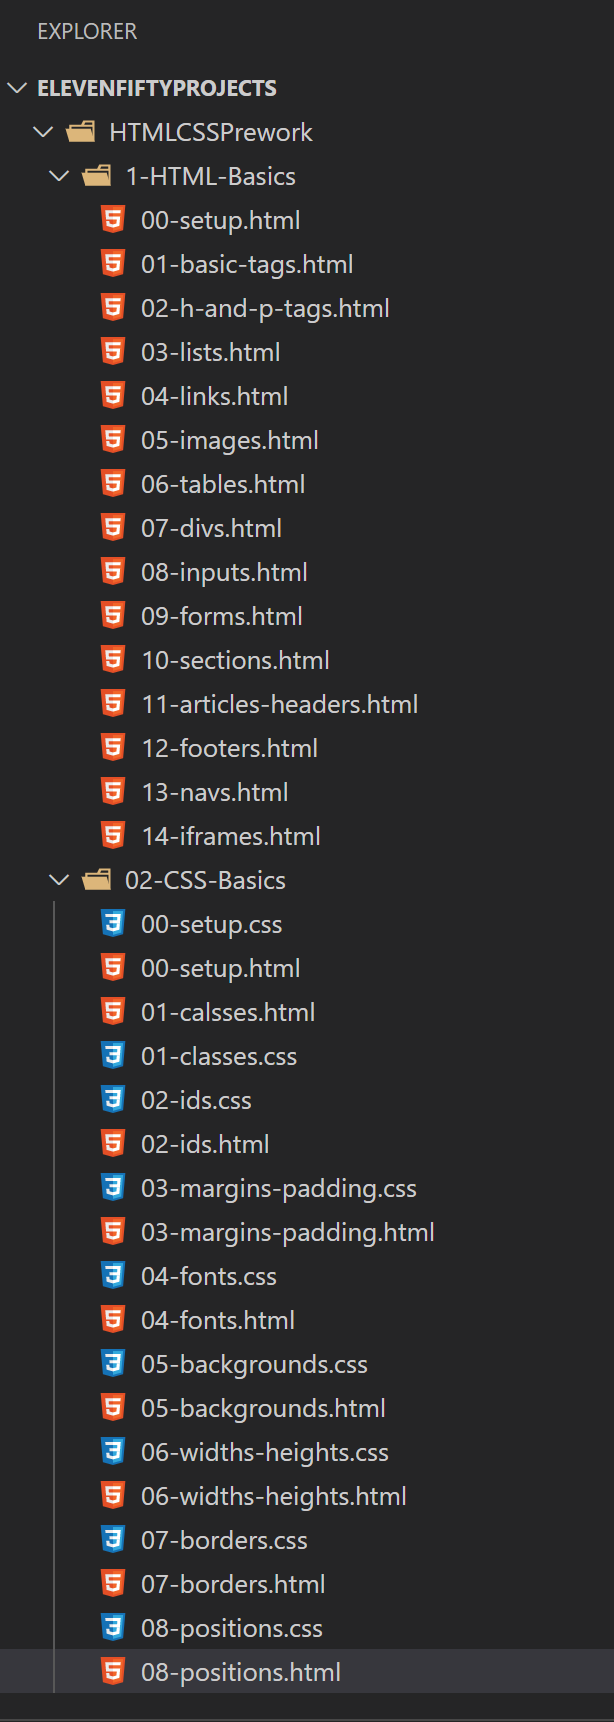 EXPLORER
ELEVENFIFTYPROJECTS
HTMLCSSPrework
1-HTML-Basics
00-setup.html
01-basic-tags.html
02-h-and-p-tags.html
03-lists.html
04-links.html
05-images.html
06-tables.html
07-divs.html
08-inputs.html
09-forms.html
10-sections.html
11-articles-headers.html
12-footers.html
13-navs.html
14-iframes.html
02-CSS-Basics
00-setup.css
00-setup.html
01-calsses.html
01-classes.css
02-ids.css
02-ids.html
03-margins-padding.css
03-margins-padding.html
04-fonts.css
04-fonts.html
05-backgrounds.css
05-backgrounds.html
06-widths-heights.css
06-widths-heights.html
07-borders.css
07-borders.html
08-positions.css
08-positions.html